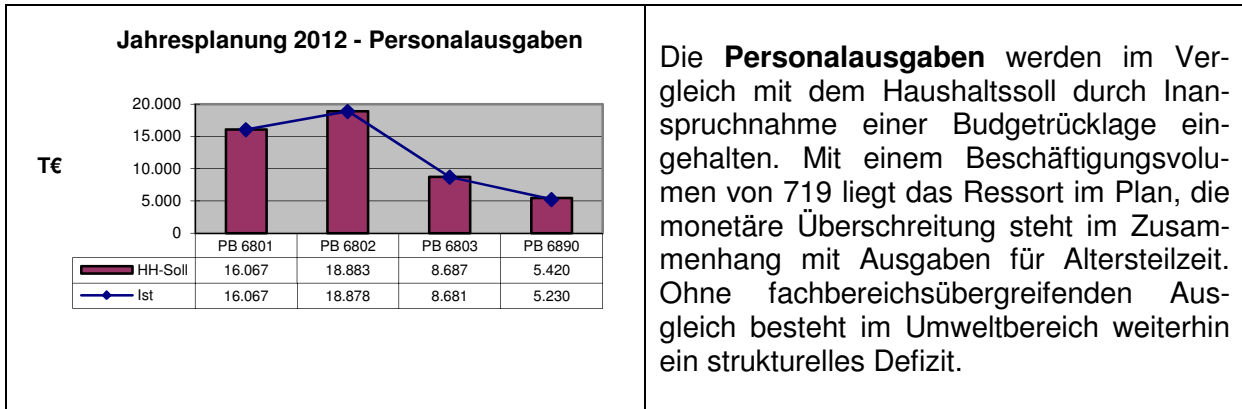 Jahresplanung 2012 - Personalausgaben
T€
20.000
15.000
10.000
5.000
0
PB 6801 PB 6802 PB 6803 PB 6890
HH-Soll 16.067 18.883 8.687 5.420
Ist 16.067 18.878 8.681 5.230
Die Personalausgaben werden im Ver-
gleich mit dem Haushaltssoll durch Inan-
spruchnahme einer Budgetrücklage ein-
gehalten. Mit einem Beschäftigungsvolu-
men von 719 liegt das Ressort im Plan, die
monetäre Überschreitung steht im Zusam-
menhang mit Ausgaben für Altersteilzeit.
Ohne fachbereichsübergreifenden Aus-
gleich besteht im Umweltbereich weiterhin
ein strukturelles Defizit.